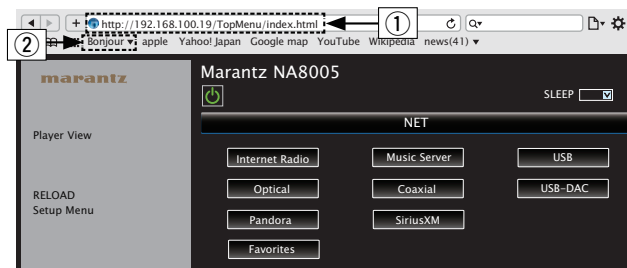 http://192.168.100.19/TopMenu/index.html
1
2
Bonjour ▾ apple Yahoo! Japan Google map YouTube Wikipedia news(41) ▾
marantz
Marantz NA8005
SLEEP
Player View
NET
Internet Radio Music Server USB
RELOAD
Optical Coaxial USB-DAC
Setup Menu
Pandora SiriusXM
Favorites